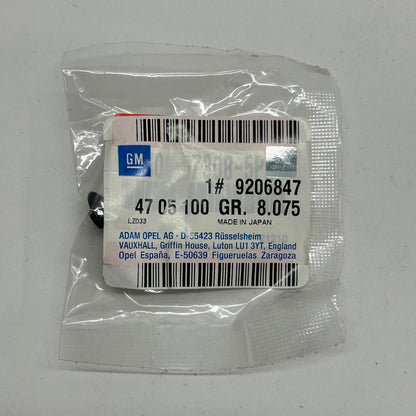 GM
1# 9206847
47 05 100 GR. 8.075
LZ033 MADE IN JAPAN
ADAM OPEL AG - D-65423 Rüsselsheim
VAUXHALL, Griffin House, Luton LU1 3YT, England
Opel España, E-50639 Figueruelas Zaragoza